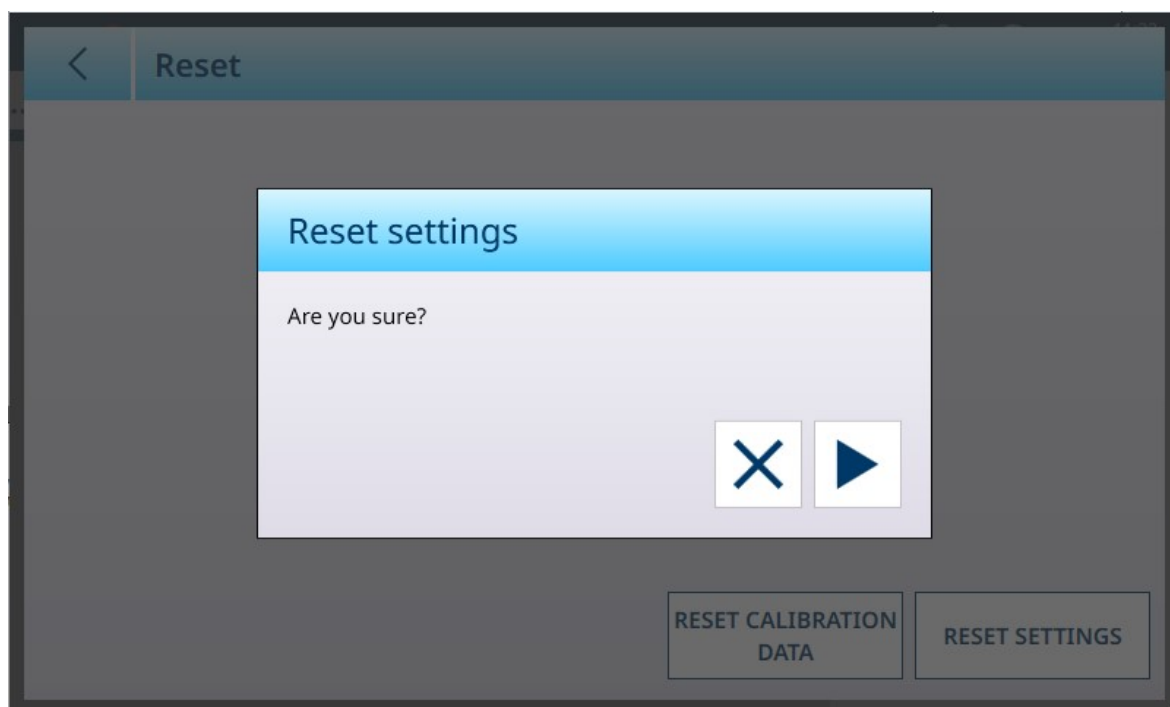 Reset
Reset settings
Are you sure?
RESET CALIBRATION
DATA
RESET SETTINGS